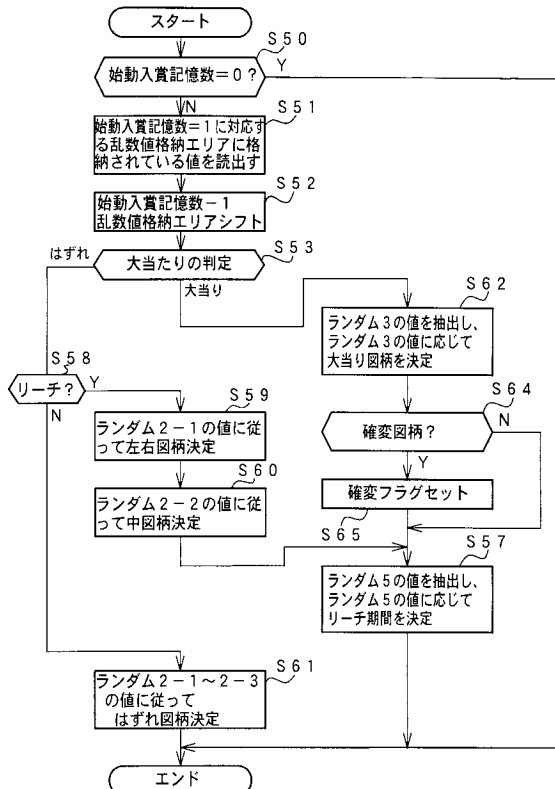 スタート
S50
始動入賞記憶数=0?
Y
N
S51
始動入賞記憶数=1に対応す
る乱数値格納エリアに格
納されている値を読出す
S52
始動入賞記憶数-1
乱数値格納エリアシフト
S53
はずれ
大当たりの判定
大当り
S62
ランダム3の値を抽出し、
ランダム3の値に応じて
大当り図柄を決定
S58
リーチ?
Y
N
S59
ランダム2-1の値に従
って左右図柄決定
S64
確変図柄?
N
Y
S60
ランダム2-2の値に従
って中図柄決定
確変フラグセット
S65
S57
ランダム5の値を抽出し、
ランダム5の値に応じて
リーチ期間を決定
S61
ランダム2-1~2-3
の値に従って
はずれ図柄決定
エンド